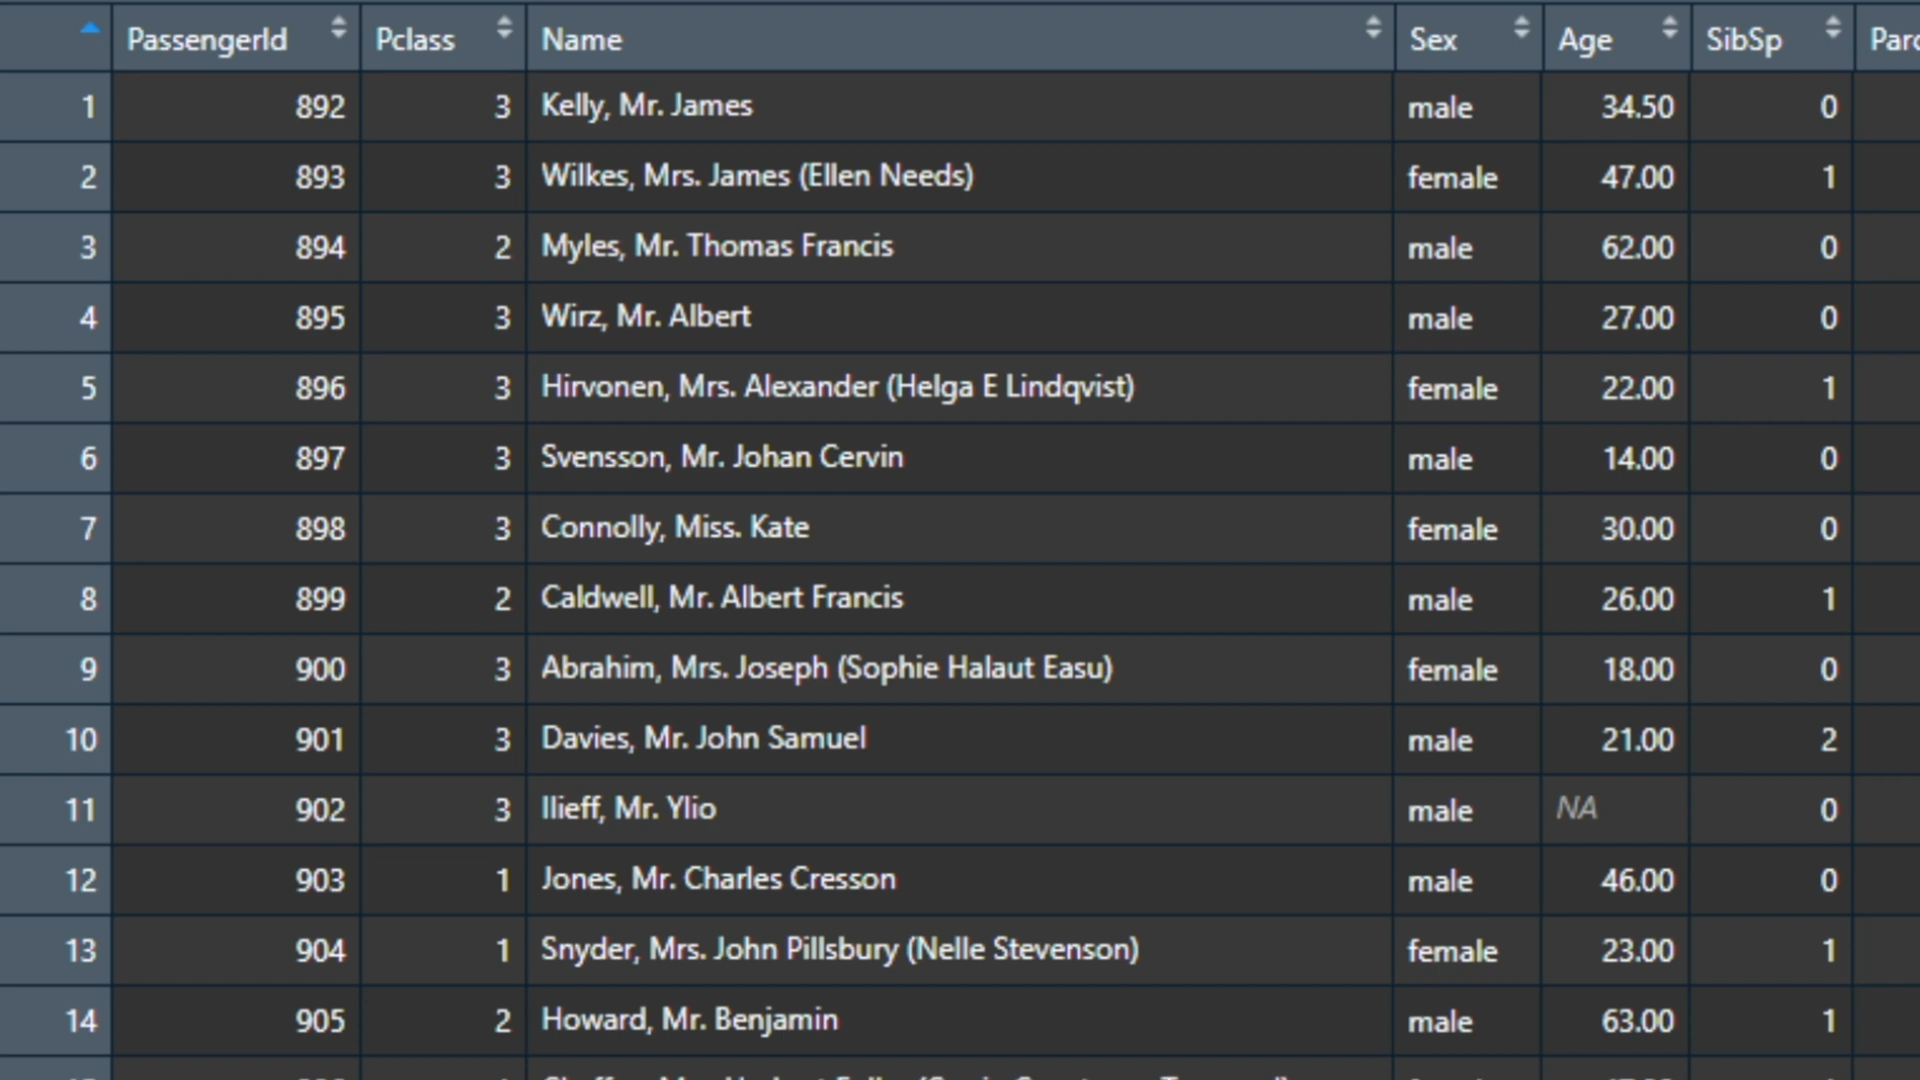 PassengerId Pclass Name Sex Age SibSp Parc
1 892 3 Kelly, Mr. James male 34.50 0
2 893 3 Wilkes, Mrs. James (Ellen Needs) female 47.00 1
3 894 2 Myles, Mr. Thomas Francis male 62.00 0
4 895 3 Wirz, Mr. Albert male 27.00 0
5 896 3 Hirvonen, Mrs. Alexander (Helga E Lindqvist) female 22.00 1
6 897 3 Svensson, Mr. Johan Cervin male 14.00 0
7 898 3 Connolly, Miss. Kate female 30.00 0
8 899 2 Caldwell, Mr. Albert Francis male 26.00 1
9 900 3 Abrahim, Mrs. Joseph (Sophie Halaut Easu) female 18.00 0
10 901 3 Davies, Mr. John Samuel male 21.00 2
11 902 3 Ilieff, Mr. Ylio male NA 0
12 903 1 Jones, Mr. Charles Cresson male 46.00 0
13 904 1 Snyder, Mrs. John Pillsbury (Nelle Stevenson) female 23.00 1
14 905 2 Howard, Mr. Benjamin male 63.00 1